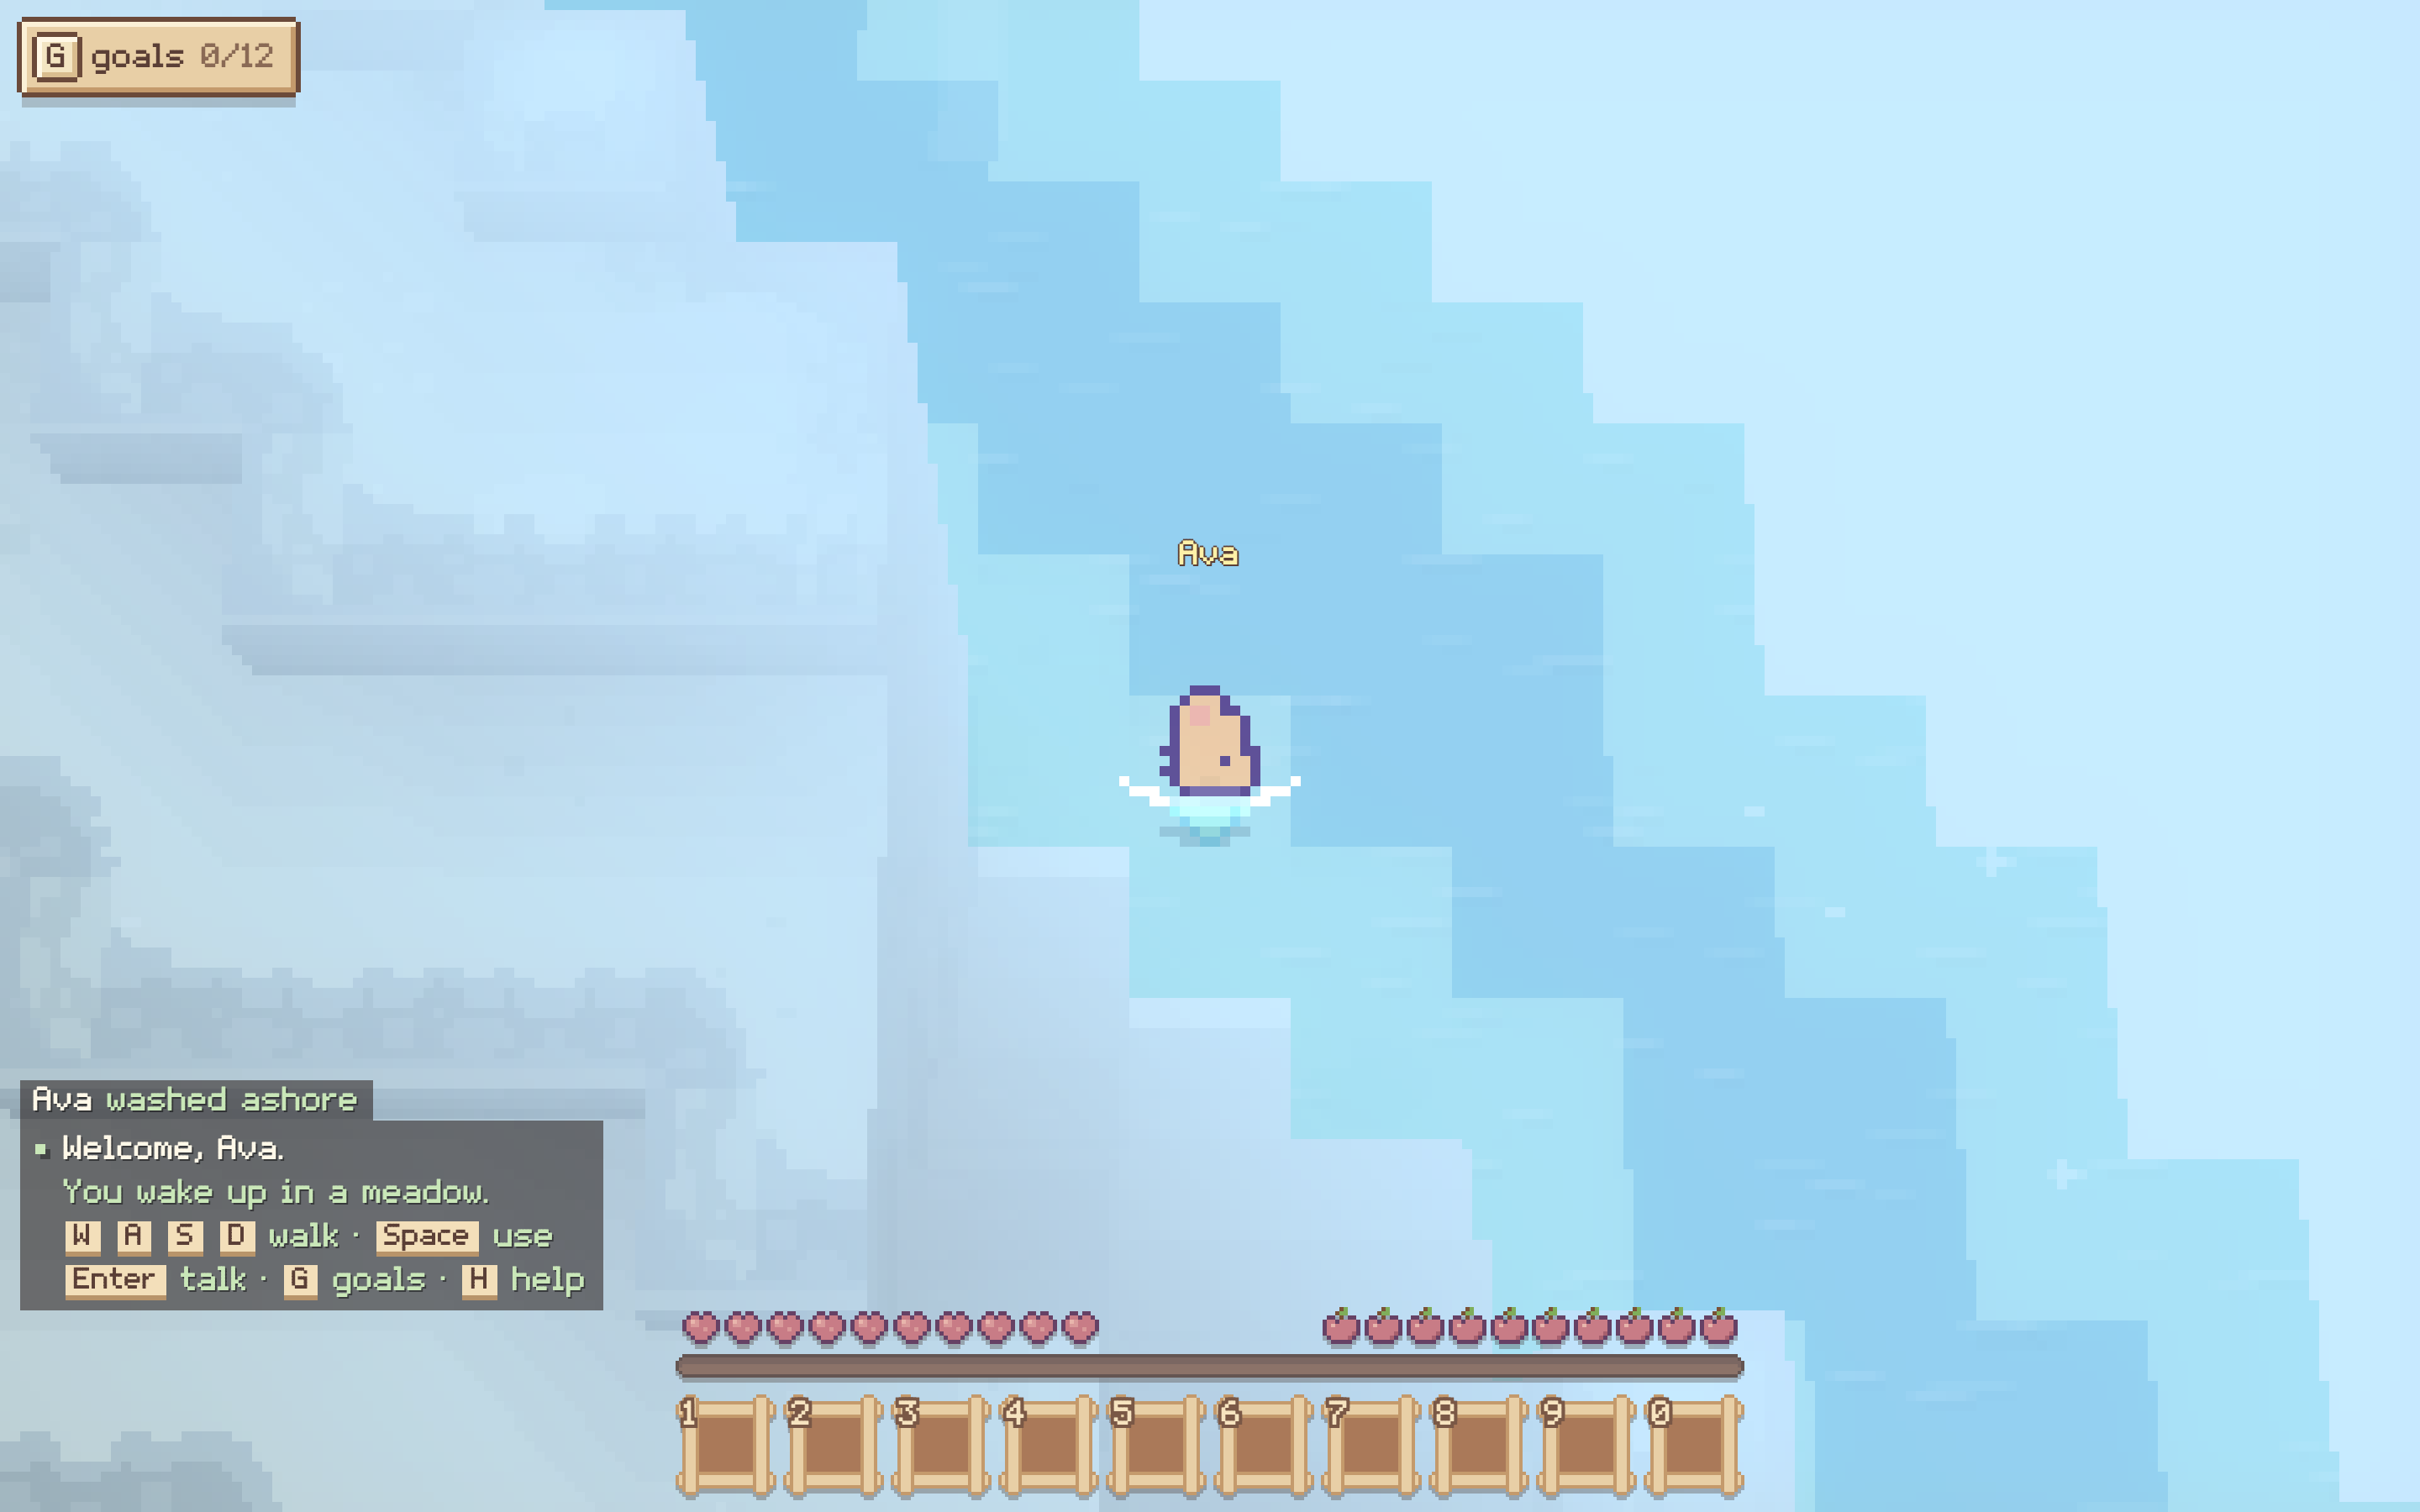 G goals 0/12
Ava
Ava washed ashore
Welcome, Ava.
You wake up in a meadow.
W A S D walk · Space use
Enter talk · G goals · H help
1 2 3 4 5 6 7 8 9 0